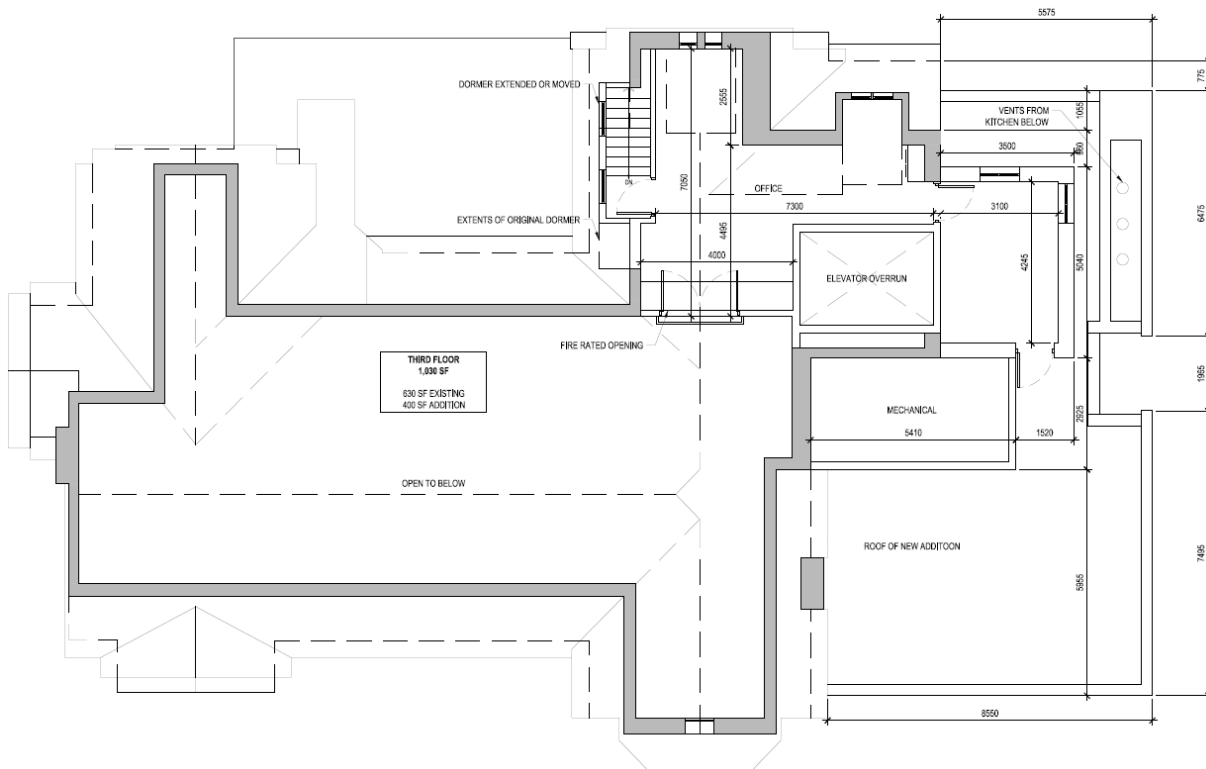 5575
775
DORMER EXTENDED OR MOVED
2555
VENTS FROM
KITCHEN BELOW
1055
3500
DN
7050
OFFICE
7300
3100
EXTENTS OF ORIGINAL DORMER
4495
6475
4000
ELEVATOR OVERRUN
4245
5040
FIRE RATED OPENING
THIRD FLOOR
1,030 SF
630 SF EXISTING
400 SF ADDITION
1965
MECHANICAL
2925
5410
1520
OPEN TO BELOW
ROOF OF NEW ADDITOON
7495
5955
8550